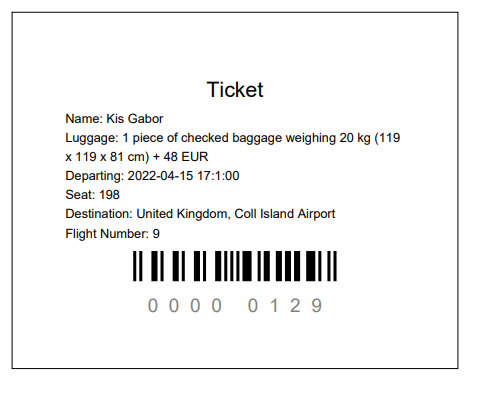 Ticket
Name: Kis Gabor
Luggage: 1 piece of checked baggage weighing 20 kg (119
x 119 x 81 cm) + 48 EUR
Departing: 2022-04-15 17:1:00
Seat: 198
Destination: United Kingdom, Coll Island Airport
Flight Number: 9
0000 0129